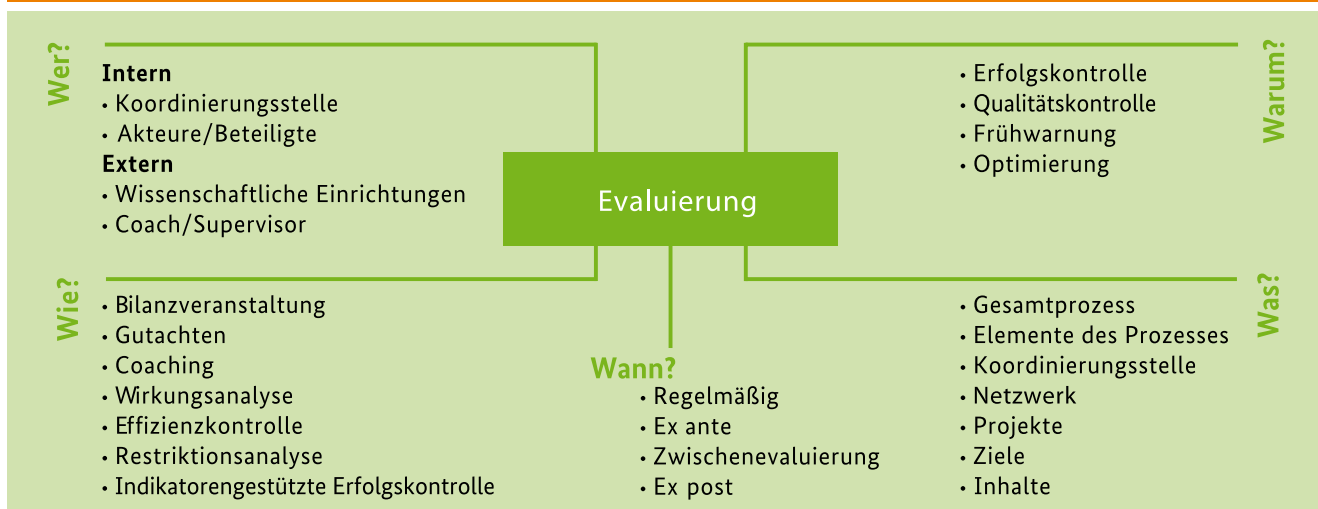 Wer?
Intern
• Koordinierungsstelle
• Akteure/Beteiligte
Extern
• Wissenschaftliche Einrichtungen
• Coach/Supervisor
Warum?
• Erfolgskontrolle
• Qualitätskontrolle
• Frühwarnung
• Optimierung
Evaluierung
Wie?
• Bilanzveranstaltung
• Gutachten
• Coaching
• Wirkungsanalyse
• Effizienzkontrolle
• Restriktionsanalyse
• Indikatorengestützte Erfolgskontrolle
Wann?
• Regelmäßig
• Ex ante
• Zwischenevaluierung
• Ex post
Was?
• Gesamtprozess
• Elemente des Prozesses
• Koordinierungsstelle
• Netzwerk
• Projekte
• Ziele
• Inhalte